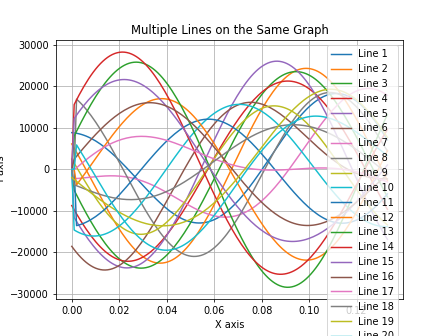 Multiple Lines on the Same Graph
30000
20000
10000
0
−10000
−20000
−30000
0.00
0.02
0.04
0.06
0.08
0.10
X axis
Line 1
Line 2
Line 3
Line 4
Line 5
Line 6
Line 7
Line 8
Line 9
Line 10
Line 11
Line 12
Line 13
Line 14
Line 15
Line 16
Line 17
Line 18
Line 19
Line 20